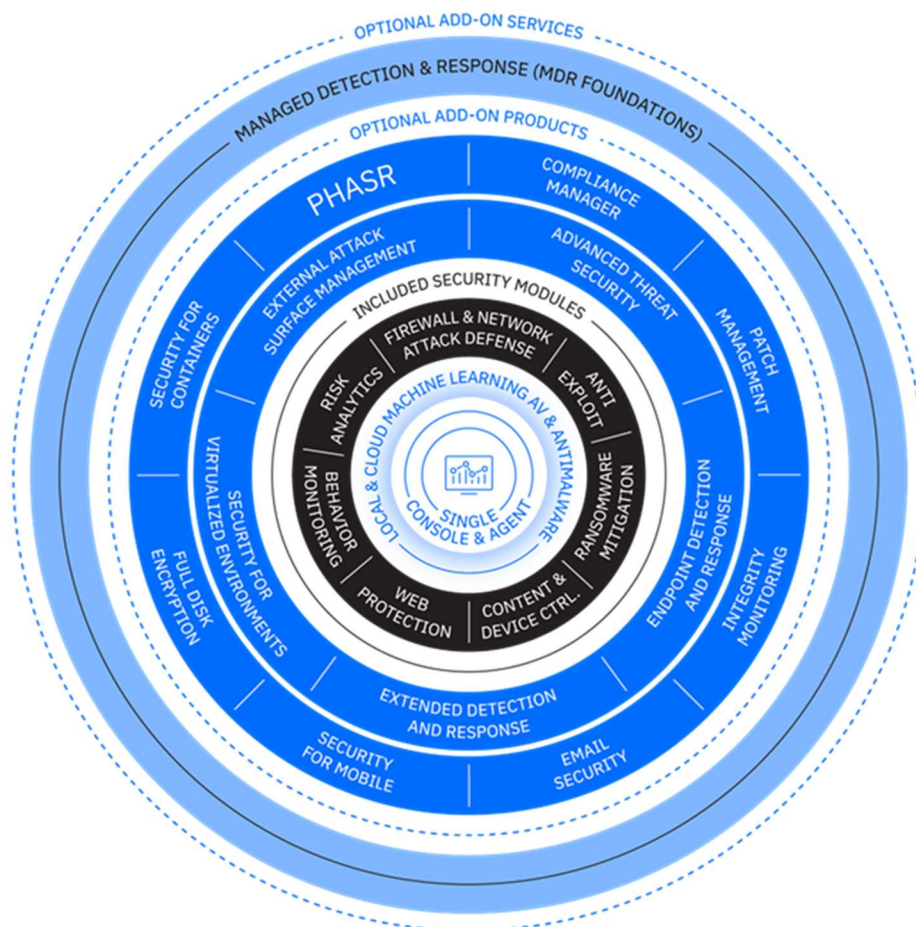 OPTIONAL ADD-ON SERVICES
MANAGED DETECTION & RESPONSE (MDR FOUNDATIONS)
OPTIONAL ADD-ON PRODUCTS
PHASR
COMPLIANCE
MANAGER
PATCH
MANAGEMENT
INTEGRITY
MONITORING
EMAIL
SECURITY
SECURITY
FOR MOBILE
FULL DISK
ENCRYPTION
SECURITY FOR
CONTAINERS
EXTERNAL ATTACK
SURFACE MANAGEMENT
ADVANCED THREAT
SECURITY
ENDPOINT DETECTION
AND RESPONSE
EXTENDED DETECTION
AND RESPONSE
SECURITY FOR
VIRTUALIZED ENVIRONMENTS
INCLUDED SECURITY MODULES
FIREWALL & NETWORK
ATTACK DEFENSE
ANTI
EXPLOIT
RANSOMWARE
MITIGATION
CONTENT &
DEVICE CTRL.
WEB
PROTECTION
BEHAVIOR
MONITORING
RISK
ANALYTICS
LOCAL & CLOUD MACHINE LEARNING AV & ANTIMALWARE
SINGLE
CONSOLE & AGENT